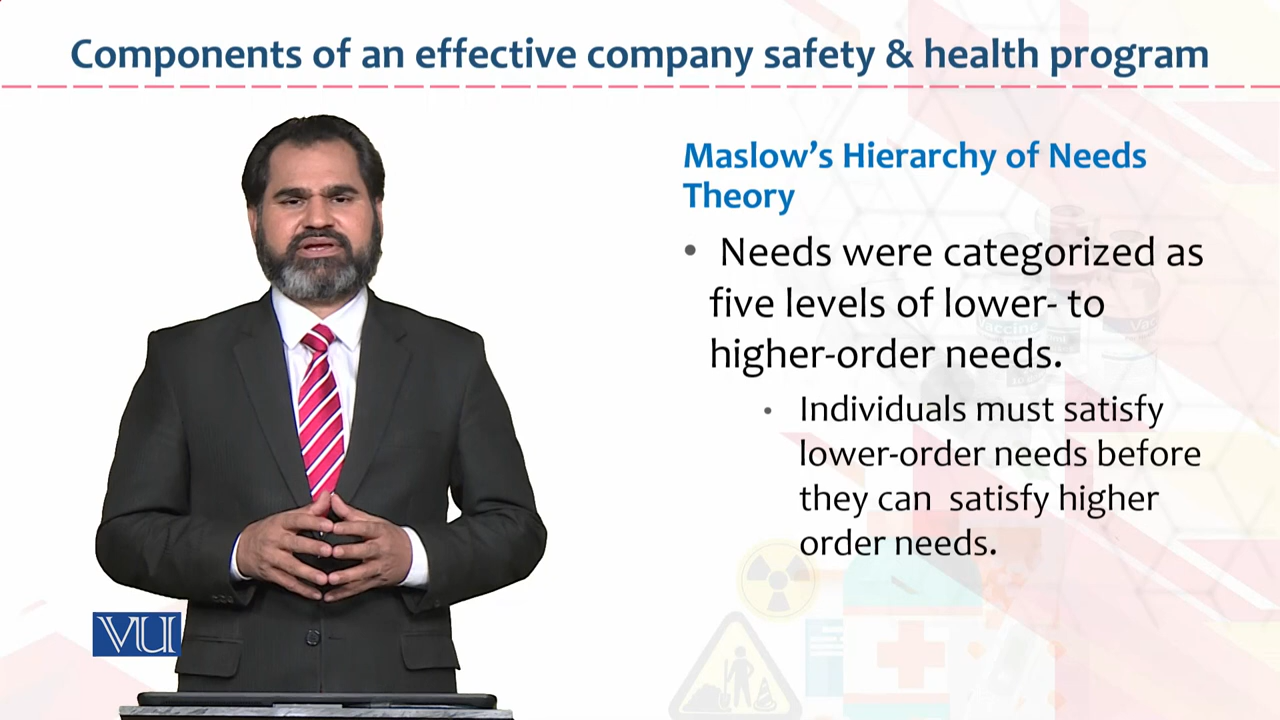 Components of an effective company safety & health program
Maslow's Hierarchy of Needs
Theory
• Needs were categorized as
five levels of lower- to
higher-order needs.
• Individuals must satisfy
lower-order needs before
they can satisfy higher
order needs.
Vaccine
Vacc
VU